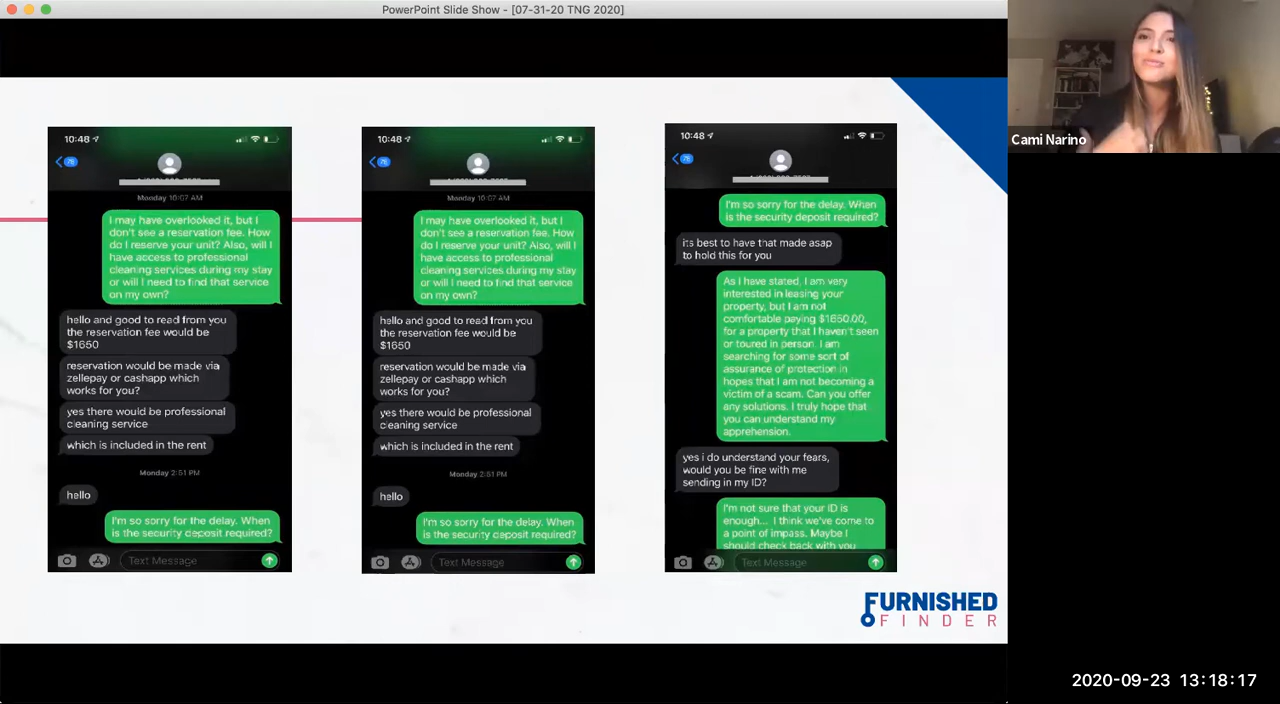 PowerPoint Slide Show - [07-31-20 TNG 2020]
10:48
76
Monday 10:07 AM
I may have overlooked it, but I
don't see a reservation fee. How
do I reserve your unit? Also, will I
have access to professional
cleaning services during my stay
or will I need to find that service
on my own?
hello and good to read from you
the reservation fee would be
$1650
reservation would be made via
zellepay or cashapp which
works for you?
yes there would be professional
cleaning service
which is included in the rent
Monday 2:51 PM
hello
I'm so sorry for the delay. When
is the security deposit required?
Text Message
10:48
76
Monday 10:07 AM
I may have overlooked it, but I
don't see a reservation fee. How
do I reserve your unit? Also, will I
have access to professional
cleaning services during my stay
or will I need to find that service
on my own?
hello and good to read from you
the reservation fee would be
$1650
reservation would be made via
zellepay or cashapp which
works for you?
yes there would be professional
cleaning service
which is included in the rent
Monday 2:51 PM
hello
I'm so sorry for the delay. When
is the security deposit required?
Text Message
10:48
76
I'm so sorry for the delay. When
is the security deposit required?
its best to have that made asap
to hold this for you
As I have stated, I am very
interested in leasing your
property, but I am not
comfortable paying $1650.00,
for a property that I haven't seen
or toured in person. I am
searching for some sort of
assurance of protection in
hopes that I am not becoming a
victim of a scam. Can you offer
any solutions. I truly hope that
you can understand my
apprehension.
yes i do understand your fears,
would you be fine with me
sending in my ID?
I'm not sure that your ID is
enough... I think we've come to
a point of impass. Maybe I
should check back with you
Text Message
FURNISHED
FINDER
Cami Narino
2020-09-23 13:18:17